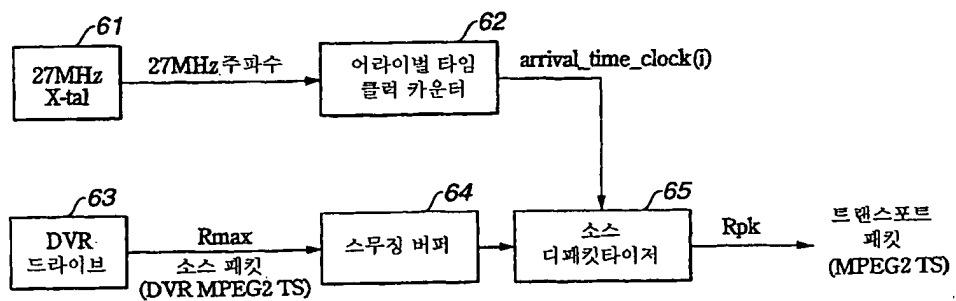 61
27MHz
X-tal
27MHz 주파수
62
어라이벌 타임
클럭 카운터
arrival_time_clock(i)
63
DVR
드라이브
Rmax
소스 패킷
(DVR MPEG2 TS)
64
스무징 버퍼
65
소스
디패킷타이저
Rpk
트랜스포트
패킷
(MPEG2 TS)